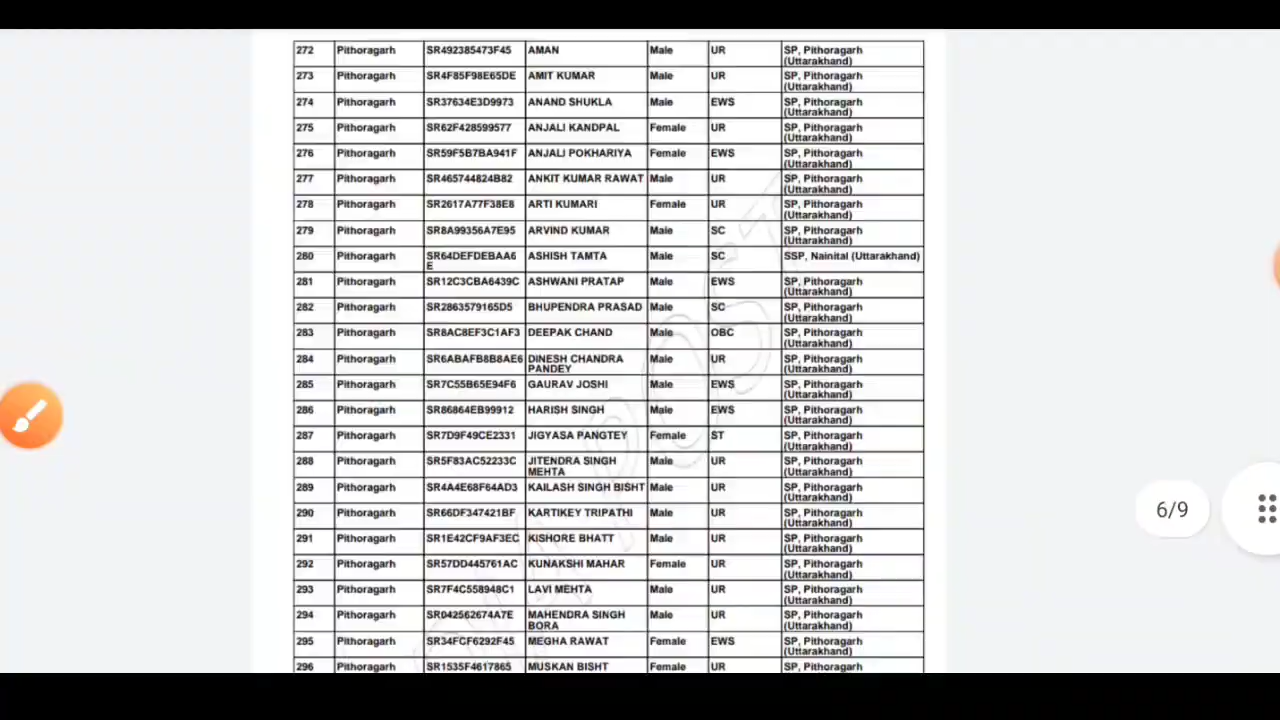 272 Pithoragarh SR492385473F45 AMAN Male UR SP, Pithoragarh
(Uttarakhand)
273 Pithoragarh SR4F85F98E65DE AMIT KUMAR Male UR SP, Pithoragarh
(Uttarakhand)
274 Pithoragarh SR37634E3D9973 ANAND SHUKLA Male EWS SP, Pithoragarh
(Uttarakhand)
275 Pithoragarh SR62F428599577 ANJALI KANDPAL Female UR SP, Pithoragarh
(Uttarakhand)
276 Pithoragarh SR59F5B7BA941F ANJALI POKHARIYA Female EWS SP, Pithoragarh
(Uttarakhand)
277 Pithoragarh SR465744824B82 ANKIT KUMAR RAWAT Male UR SP, Pithoragarh
(Uttarakhand)
278 Pithoragarh SR2617A77F38E8 ARTI KUMARI Female UR SP, Pithoragarh
(Uttarakhand)
279 Pithoragarh SR8A99356A7E95 ARVIND KUMAR Male SC SP, Pithoragarh
(Uttarakhand)
280 Pithoragarh SR64DEFDEBAA6 ASHISH TAMTA Male SC SSP, Nainital (Uttarakhand)
E
281 Pithoragarh SR12C3CBA6439C ASHWANI PRATAP Male EWS SP, Pithoragarh
(Uttarakhand)
282 Pithoragarh SR2863579165D5 BHUPENDRA PRASAD Male SC SP, Pithoragarh
(Uttarakhand)
283 Pithoragarh SR8AC8EF3C1AF3 DEEPAK CHAND Male OBC SP, Pithoragarh
(Uttarakhand)
284 Pithoragarh SR6ABAFB8B8AE6 DINESH CHANDRA Male UR SP, Pithoragarh
PANDEY (Uttarakhand)
285 Pithoragarh SR7C55B65E94F6 GAURAV JOSHI Male EWS SP, Pithoragarh
(Uttarakhand)
286 Pithoragarh SR86864EB99912 HARISH SINGH Male EWS SP, Pithoragarh
(Uttarakhand)
287 Pithoragarh SR7D9F49CE2331 JIGYASA PANGTEY Female ST SP, Pithoragarh
(Uttarakhand)
288 Pithoragarh SR5F83AC52233C JITENDRA SINGH Male UR SP, Pithoragarh
MEHTA (Uttarakhand)
289 Pithoragarh SR4A4E68F64AD3 KAILASH SINGH BISHT Male UR SP, Pithoragarh
(Uttarakhand)
290 Pithoragarh SR66DF347421BF KARTIKEY TRIPATHI Male UR SP, Pithoragarh
(Uttarakhand)
291 Pithoragarh SR1E42CF9AF3EC KISHORE BHATT Male UR SP, Pithoragarh
(Uttarakhand)
292 Pithoragarh SR57DD445761AC KUNAKSHI MAHAR Female UR SP, Pithoragarh
(Uttarakhand)
293 Pithoragarh SR7F4C558948C1 LAVI MEHTA Male UR SP, Pithoragarh
(Uttarakhand)
294 Pithoragarh SR042562674A7E MAHENDRA SINGH Male UR SP, Pithoragarh
BORA (Uttarakhand)
295 Pithoragarh SR34FCF6292F45 MEGHA RAWAT Female EWS SP, Pithoragarh
(Uttarakhand)
296 Pithoragarh SR1535F4617865 MUSKAN BISHT Female UR SP, Pithoragarh
6/9